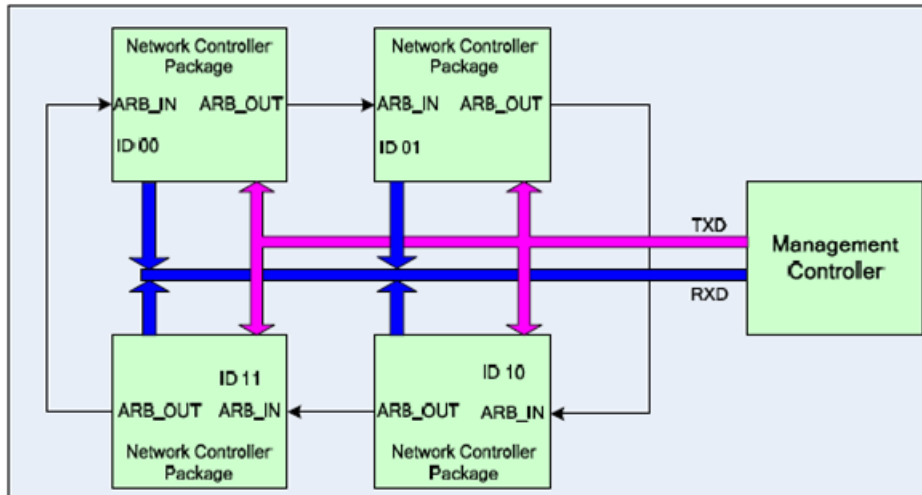 Network Controller
Package
ARB_IN ARB_OUT
ID 00
Network Controller
Package
ARB_IN ARB_OUT
ID 01
TXD
RXD
Management
Controller
ID 11
ARB_OUT ARB_IN
Network Controller
Package
ID 10
ARB_OUT ARB_IN
Network Controller
Package